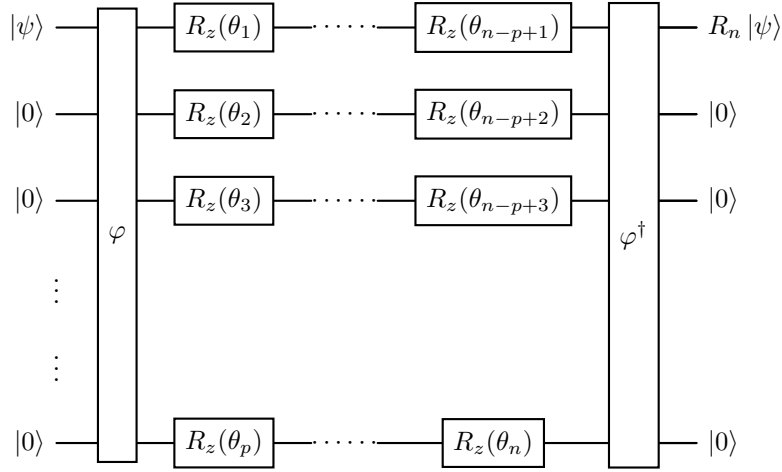 |ψ⟩ R_z(θ_1) ······ R_z(θ_{n−p+1}) R_n |ψ⟩
|0⟩ R_z(θ_2) ······ R_z(θ_{n−p+2}) |0⟩
|0⟩ R_z(θ_3) ······ R_z(θ_{n−p+3}) |0⟩
φ φ†
⋮
⋮
|0⟩ R_z(θ_p) ······ R_z(θ_n) |0⟩